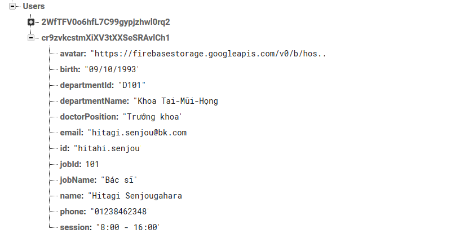 Users
2WfTFV0o6hfL7C99gypjzhwl0rq2
cr9zvkcstmXiXV3tXXSeSRAvlCh1
avatar: "https://firebasestorage.googleapis.com/v0/b/hos..
birth: "09/10/1993'
departmentId: "D101"
departmentName: "Khoa Tai-Mũi-Họng
doctorPosition: "Trưởng khoa'
email: "hitagi.senjou@bk.com
id: "hitahi.senjou
jobId: 101
jobName: "Bác sĩ'
name: "Hitagi Senjougahara
phone: "01238462348
session: "8:00 - 16:00'